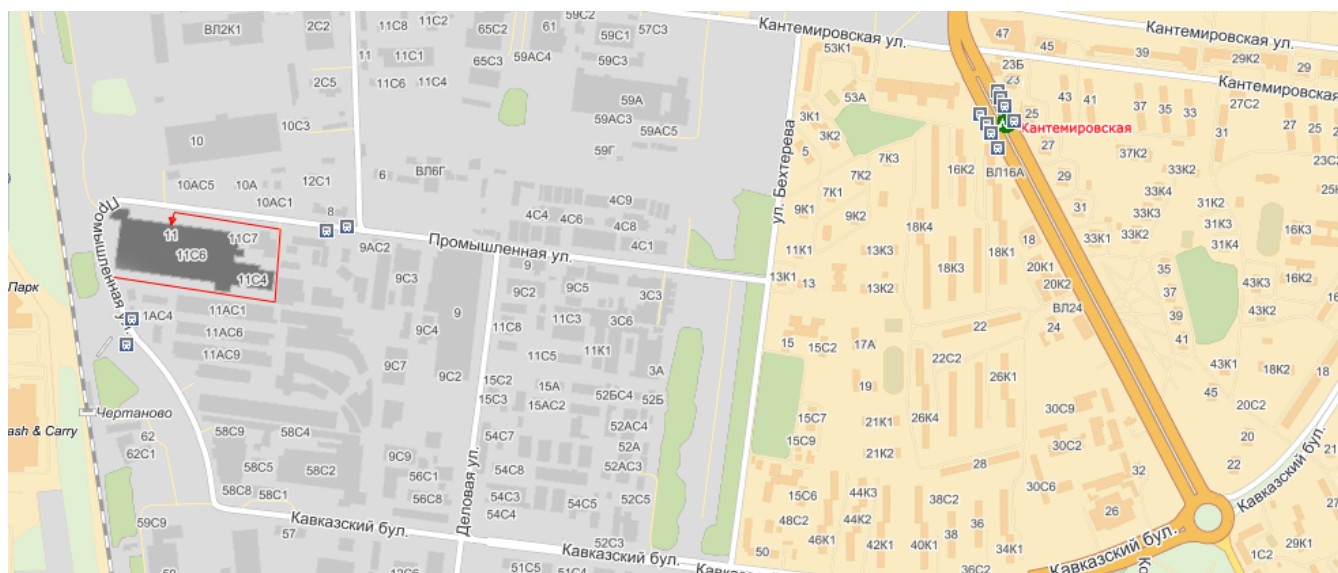 ВЛ2К1
2С2
11С8
11С2
65С2
59С2
61
59С1
57С3
Кантемировская ул.
47
45
39
Кантемировская ул.
29К2
29
11
11С1
65С3
59АС4
59С3
53К1
23Б
23
2С5
11С6
11С4
59А
53А
43
41
37
35
33
27С2
Кантемировская
10
10С3
59АС3
59АС5
3К1
3К2
25
Кантемировская
31
27
25
59Г
5
7К3
27
37К2
33К2
23С2
10АС5
10А
12С1
6
ВЛ6Г
ул. Бехтерева
7К2
16К2
ВЛ16А
29
33К4
10АС1
8
4С9
7К1
31
31К2
Промышленная ул.
4С4
4С6
4С8
9К1
9К2
18К4
33К3
31К3
16К3
11
11С7
11С6
9АС2
Промышленная ул.
4С1
11К1
13К3
18К1
18
33К1
33К2
31К4
11С4
9С3
9
9С2
9С5
3С3
13К1
13
13К2
18К3
20К1
20К2
35
37
43К3
16К2
Парк
1АС4
11АС1
11АС6
11АС9
9С4
9
11С8
11С3
3С6
ВЛ24
24
22
39
43К2
41
11С5
11К1
15
15С2
17А
22С2
43К1
18К2
18
9С7
9С2
15С2
15А
3А
19
26К1
Чертаново
15С3
15АС2
52БС4
52Б
45
20С2
ash & Carry
62
62С1
58С9
58С4
54С7
52АС4
52А
15С7
21К1
26К4
30С9
20
58С5
58С2
9С9
54С8
52АС3
15С9
21К2
30С2
58С8
58С1
56С1
56С8
Деловая ул.
54С3
54С4
54С5
52С5
28
32
22
21
59С9
15С6
44К3
38С2
30С6
26
Кавказский бул.
57
Кавказский бул.
52С3
48С2
44К2
36
38
50
46К1
42К1
40К1
34К1
Кавказский бул.
Кавказский бул.
51С5
51С4
36С2
1С2
29К1